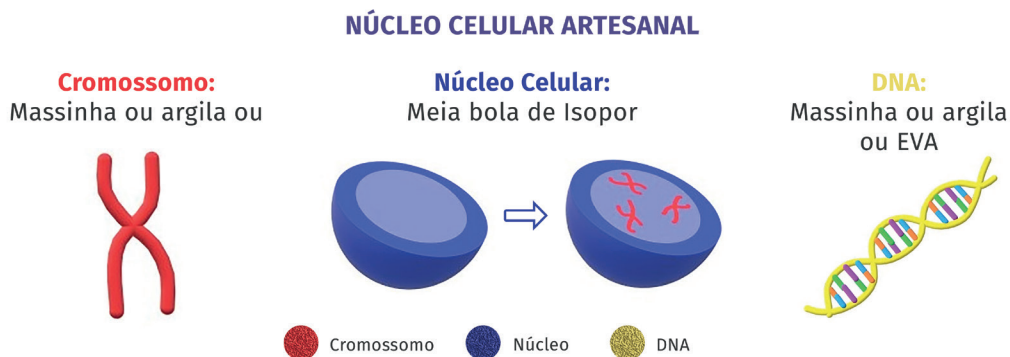 NÚCLEO CELULAR ARTESANAL
Cromossomo:
Massinha ou argila ou
Núcleo Celular:
Meia bola de Isopor
DNA:
Massinha ou argila
ou EVA
Cromossomo
Núcleo
DNA